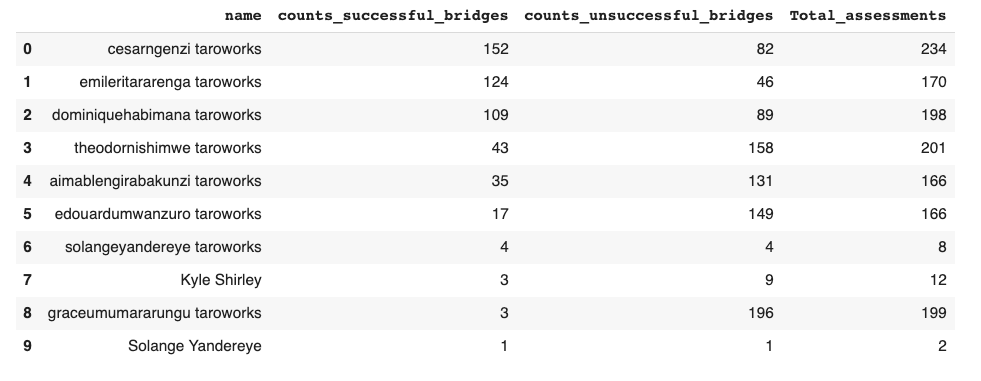 name counts_successful_bridges counts_unsuccessful_bridges Total_assessments
0 cesarngenzi taroworks 152 82 234
1 emileritararenga taroworks 124 46 170
2 dominiquehabimana taroworks 109 89 198
3 theodornishimwe taroworks 43 158 201
4 aimablengirabakunzi taroworks 35 131 166
5 edouardumwanzuro taroworks 17 149 166
6 solangeyandereye taroworks 4 4 8
7 Kyle Shirley 3 9 12
8 graceumumararungu taroworks 3 196 199
9 Solange Yandereye 1 1 2